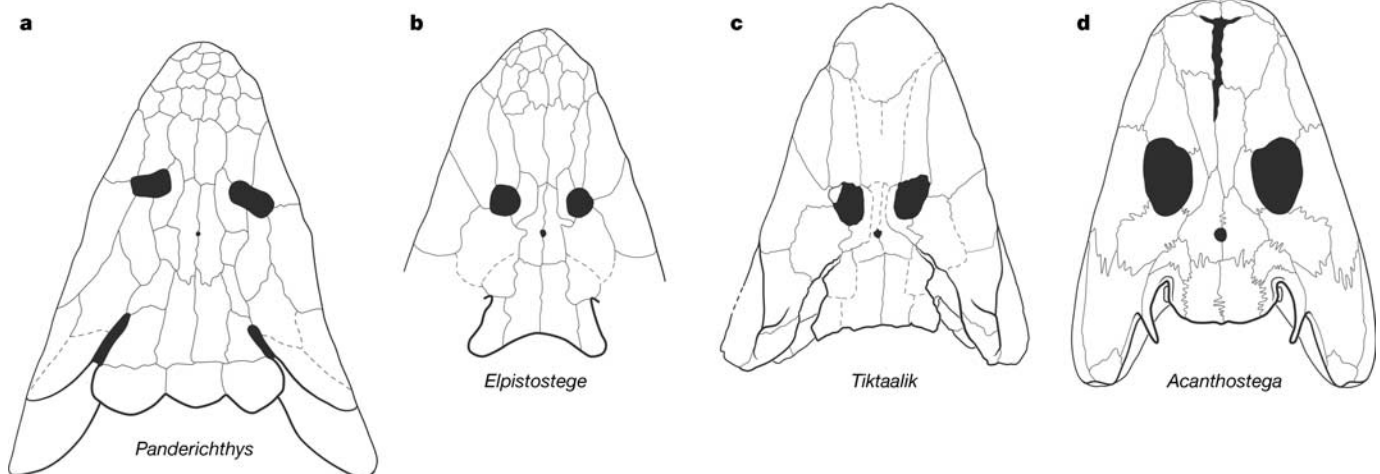 a
b
c
d
Panderichthys
Elpistostege
Tiktaalik
Acanthostega